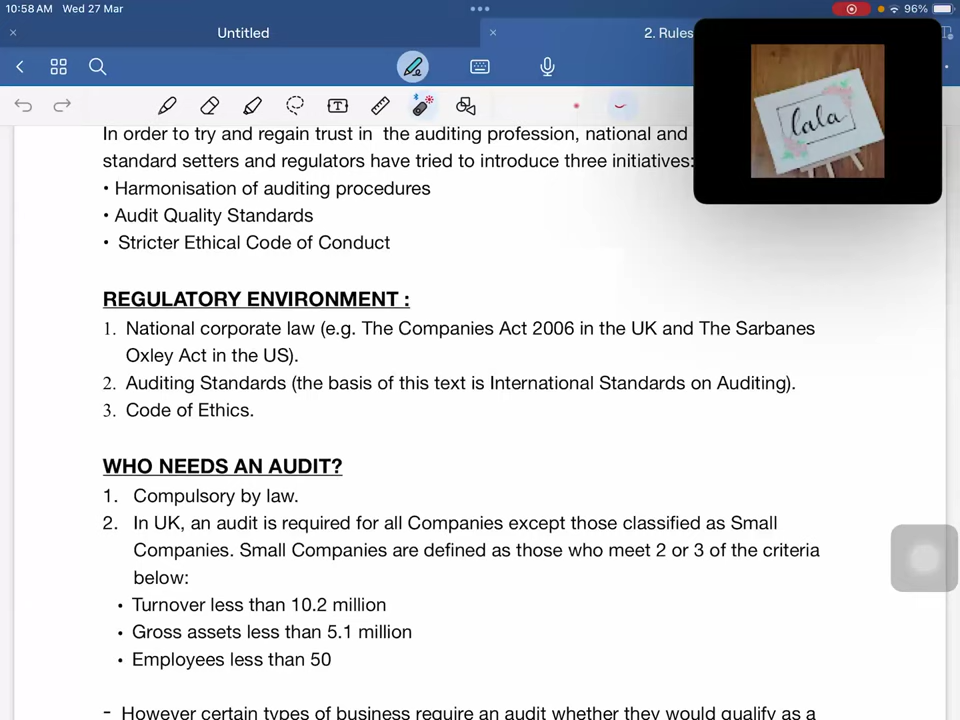 10:58AM Wed 27 Mar
96%
Untitled
2. Rules
In order to try and regain trust in the auditing profession, national and
standard setters and regulators have tried to introduce three initiatives:
• Harmonisation of auditing procedures
• Audit Quality Standards
• Stricter Ethical Code of Conduct
lala
REGULATORY ENVIRONMENT :
1. National corporate law (e.g. The Companies Act 2006 in the UK and The Sarbanes
Oxley Act in the US).
2. Auditing Standards (the basis of this text is International Standards on Auditing).
3. Code of Ethics.
WHO NEEDS AN AUDIT?
1. Compulsory by law.
2. In UK, an audit is required for all Companies except those classified as Small
Companies. Small Companies are defined as those who meet 2 or 3 of the criteria
below:
• Turnover less than 10.2 million
• Gross assets less than 5.1 million
• Employees less than 50
- However certain types of business require an audit whether they would qualify as a